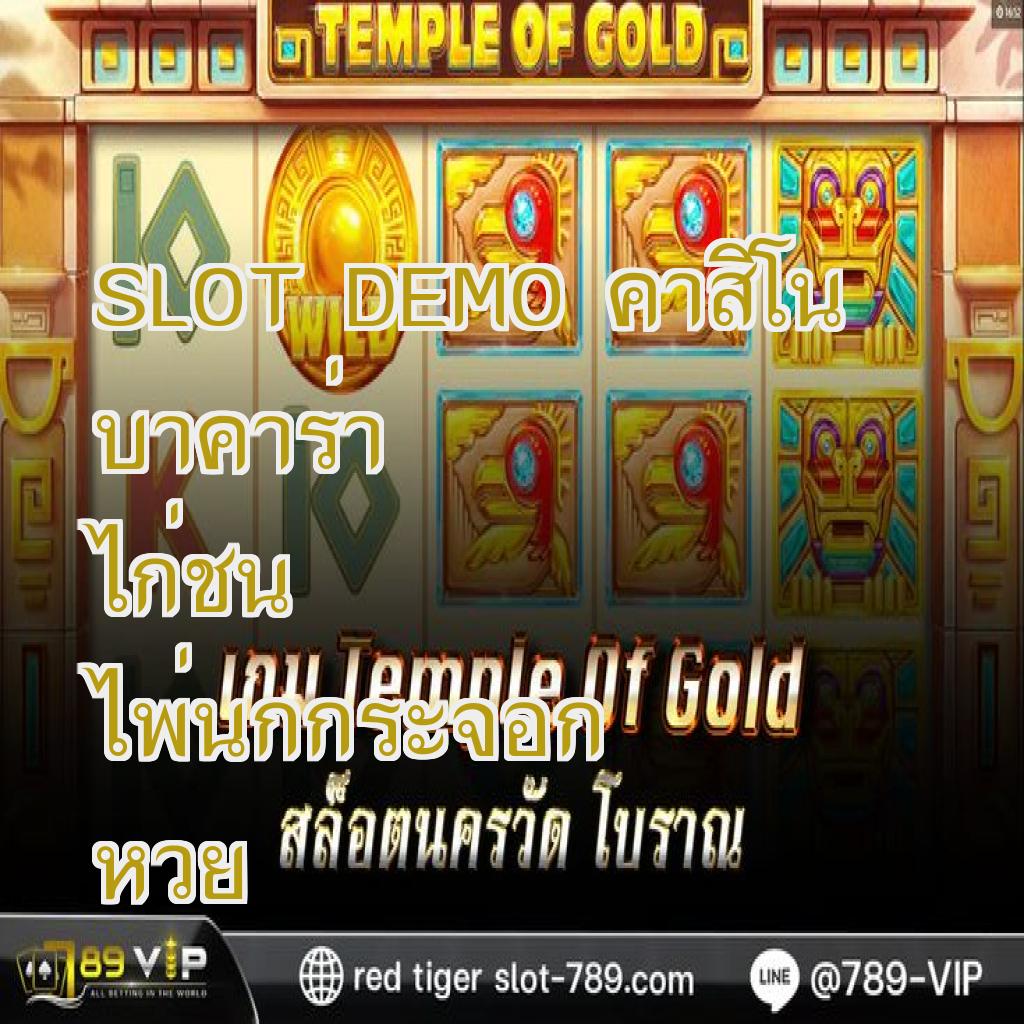 TEMPLE OF GOLD
WILD
SLOT DEMO คาสิโน
บาคาร่า
K
ไก่ชน
เกม Temple Of Gold
ไพ่นกกระจอก
สล็อตนครวัด โบราณ
หวย
789 VIP
ALL BETTING IN THE WORLD
red tiger slot-789.com
LINE
@789-VIP